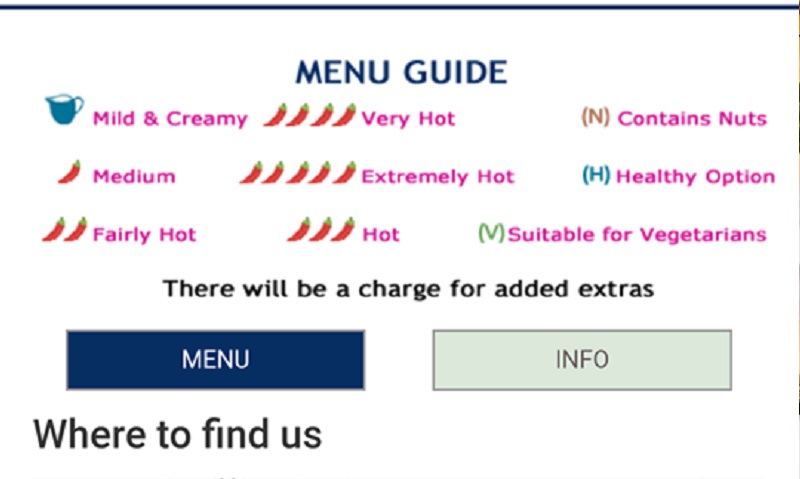 MENU GUIDE
Mild & Creamy Very Hot (N) Contains Nuts
Medium Extremely Hot (H) Healthy Option
Fairly Hot Hot (V) Suitable for Vegetarians
There will be a charge for added extras
MENU INFO
Where to find us